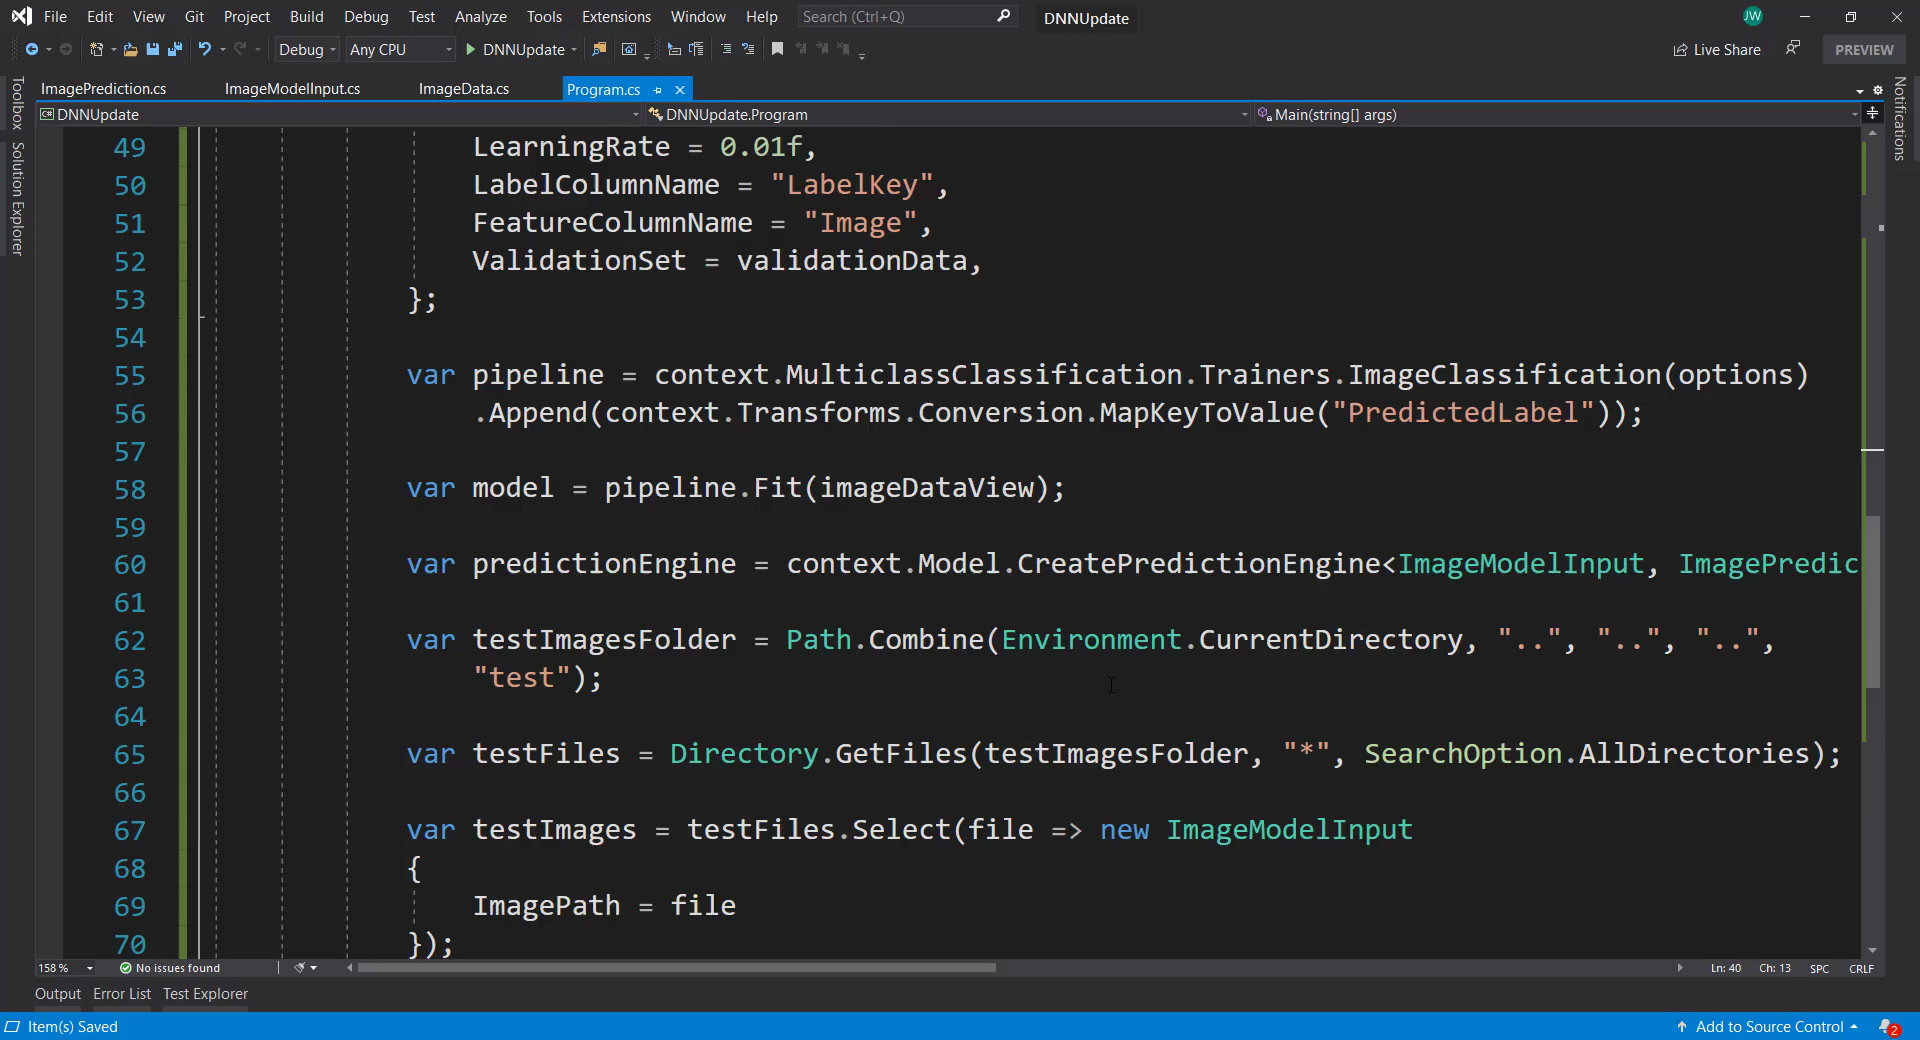 File Edit View Git Project Build Debug Test Analyze Tools Extensions Window Help Search (Ctrl+Q) DNNUpdate JW
Debug Any CPU DNNUpdate Live Share PREVIEW
ImagePrediction.cs ImageModelInput.cs ImageData.cs Program.cs
DNNUpdate DNNUpdate.Program Main(string[] args)
Toolbox
Solution Explorer
Notifications
49 LearningRate = 0.01f,
50 LabelColumnName = "LabelKey",
51 FeatureColumnName = "Image",
52 ValidationSet = validationData,
53 };
54
55 var pipeline = context.MulticlassClassification.Trainers.ImageClassification(options)
56 .Append(context.Transforms.Conversion.MapKeyToValue("PredictedLabel"));
57
58 var model = pipeline.Fit(imageDataView);
59
60 var predictionEngine = context.Model.CreatePredictionEngine<ImageModelInput, ImagePredic
61
62 var testImagesFolder = Path.Combine(Environment.CurrentDirectory, "..", "..", "..",
63 "test");
64
65 var testFiles = Directory.GetFiles(testImagesFolder, "*", SearchOption.AllDirectories);
66
67 var testImages = testFiles.Select(file => new ImageModelInput
68 {
69 ImagePath = file
70 });
158 % No issues found Ln: 40 Ch: 13 SPC CRLF
Output Error List Test Explorer
Item(s) Saved Add to Source Control 2